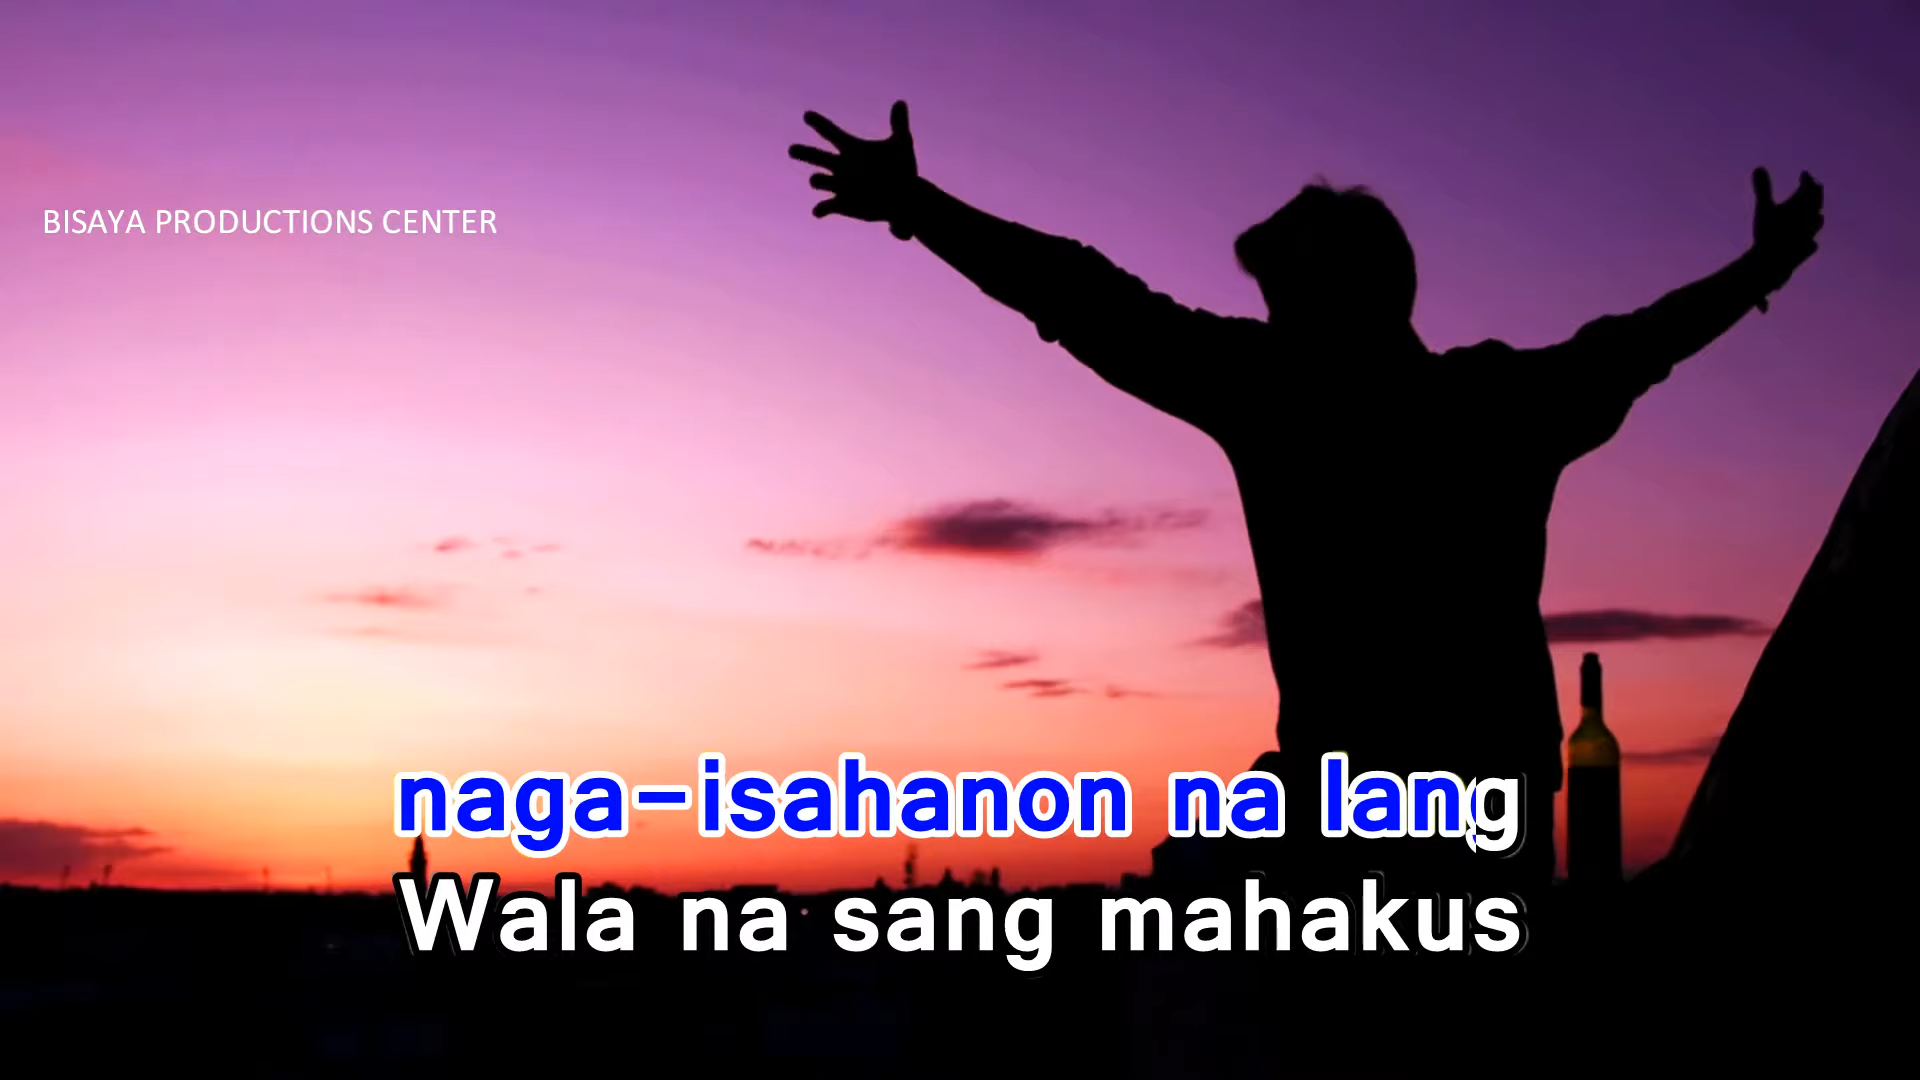 BISAYA PRODUCTIONS CENTER
naga-isahanon na lang
Wala na sang mahakus